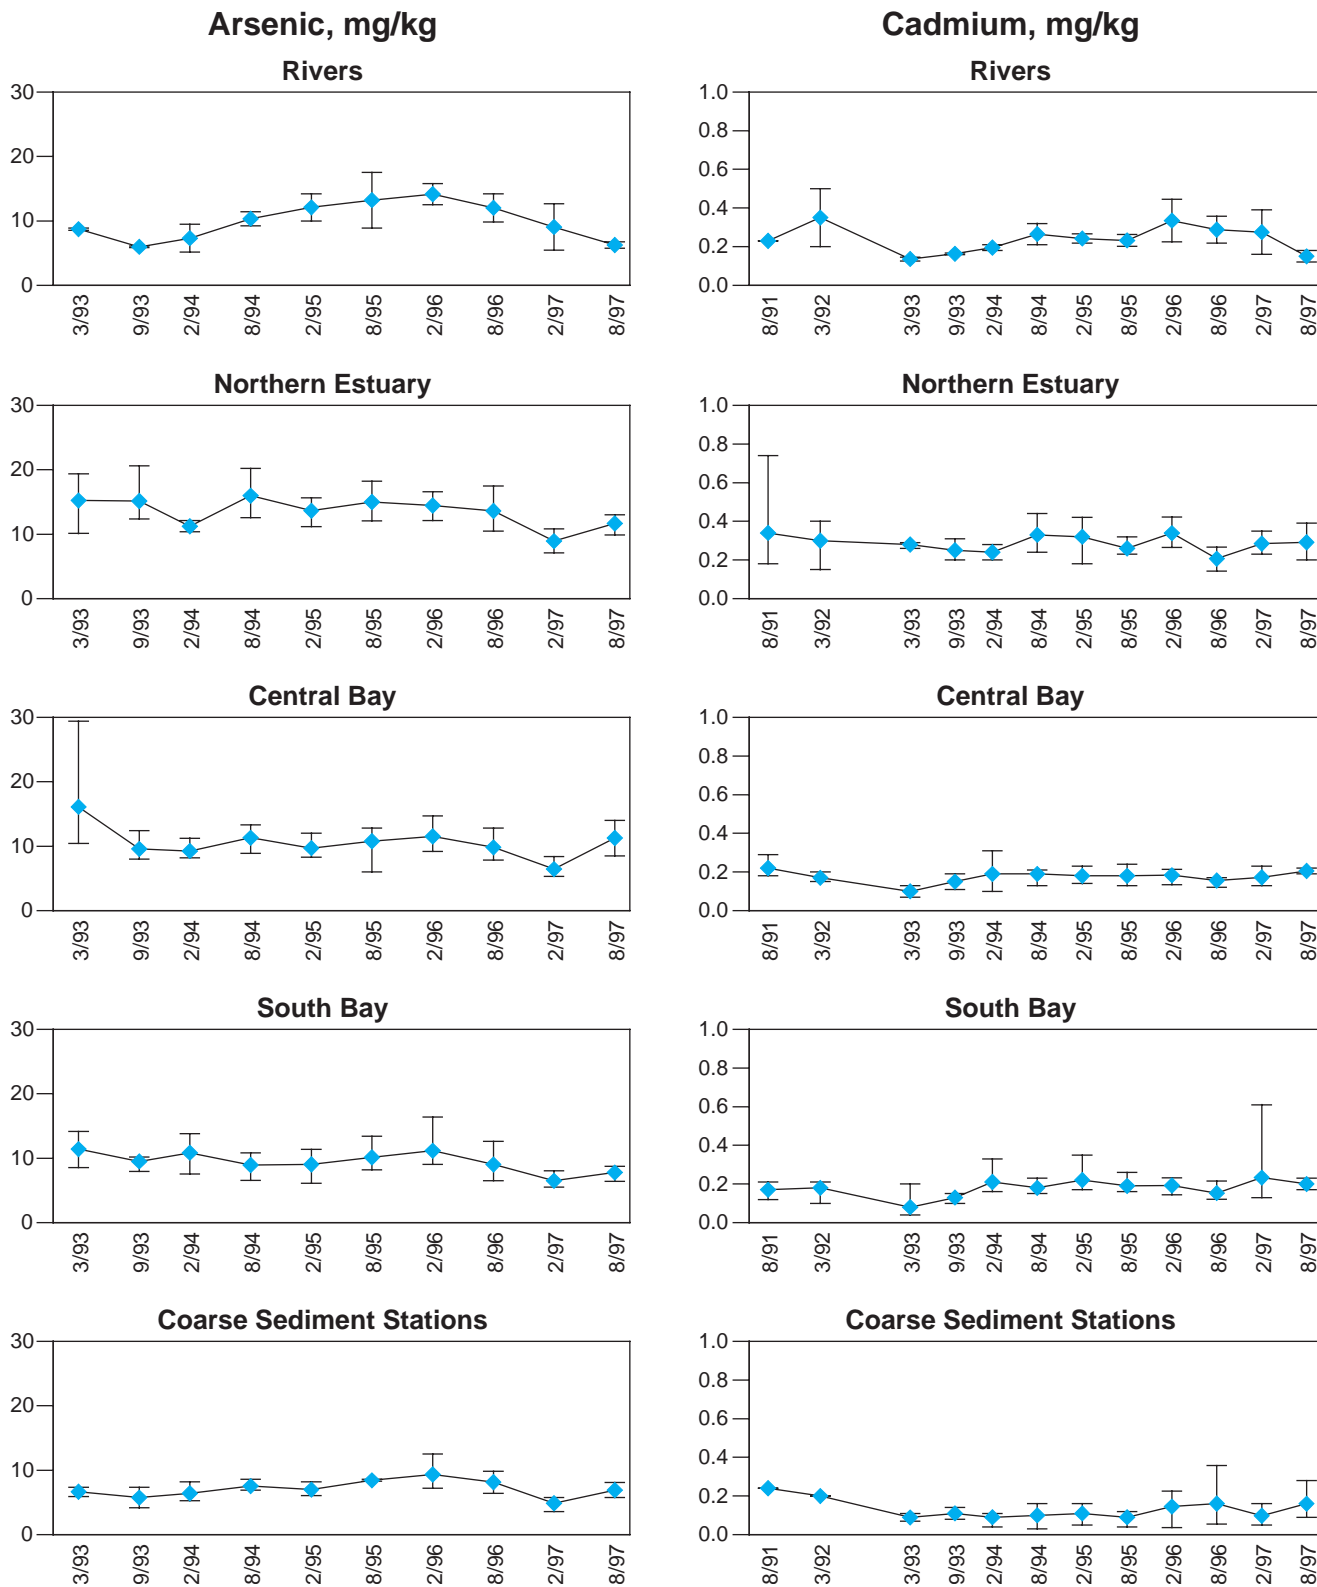 Arsenic, mg/kg
Rivers
30
20
10
0
3/93 9/93 2/94 8/94 2/95 8/95 2/96 8/96 2/97 8/97
Northern Estuary
30
20
10
0
3/93 9/93 2/94 8/94 2/95 8/95 2/96 8/96 2/97 8/97
Central Bay
30
20
10
0
3/93 9/93 2/94 8/94 2/95 8/95 2/96 8/96 2/97 8/97
South Bay
30
20
10
0
3/93 9/93 2/94 8/94 2/95 8/95 2/96 8/96 2/97 8/97
Coarse Sediment Stations
30
20
10
0
3/93 9/93 2/94 8/94 2/95 8/95 2/96 8/96 2/97 8/97
Cadmium, mg/kg
Rivers
1.0
0.8
0.6
0.4
0.2
0.0
8/91 3/92 3/93 9/93 2/94 8/94 2/95 8/95 2/96 8/96 2/97 8/97
Northern Estuary
1.0
0.8
0.6
0.4
0.2
0.0
8/91 3/92 3/93 9/93 2/94 8/94 2/95 8/95 2/96 8/96 2/97 8/97
Central Bay
1.0
0.8
0.6
0.4
0.2
0.0
8/91 3/92 3/93 9/93 2/94 8/94 2/95 8/95 2/96 8/96 2/97 8/97
South Bay
1.0
0.8
0.6
0.4
0.2
0.0
8/91 3/92 3/93 9/93 2/94 8/94 2/95 8/95 2/96 8/96 2/97 8/97
Coarse Sediment Stations
1.0
0.8
0.6
0.4
0.2
0.0
8/91 3/92 3/93 9/93 2/94 8/94 2/95 8/95 2/96 8/96 2/97 8/97